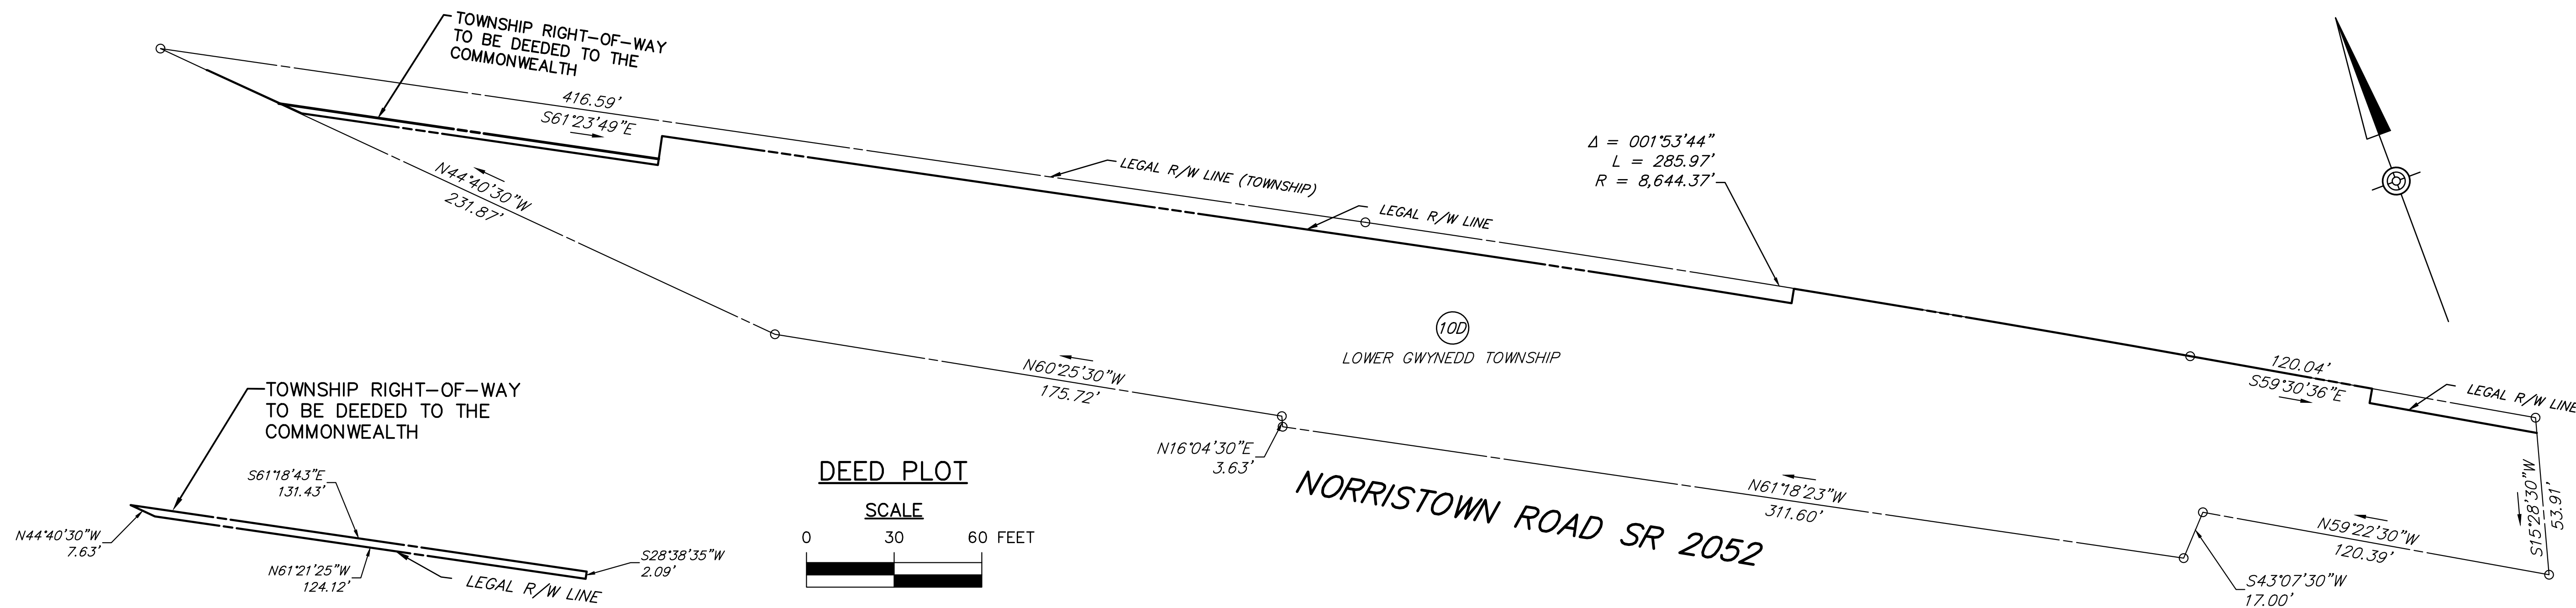 TOWNSHIP RIGHT-OF-WAY
TO BE DEEDED TO THE
COMMONWEALTH
416.59'
S61°23'49"E
N44°40'30"W
231.87'
LEGAL R/W LINE (TOWNSHIP)
LEGAL R/W LINE
Δ = 001°53'44"
L = 285.97'
R = 8,644.37'
10D
LOWER GWYNEDD TOWNSHIP
120.04'
S59°30'36"E
LEGAL R/W LINE
N60°25'30"W
175.72'
N16°04'30"E
3.63'
NORRISTOWN ROAD SR 2052
N61°18'23"W
311.60'
S15°28'30"W
53.91'
N59°22'30"W
120.39'
S43°07'30"W
17.00'
TOWNSHIP RIGHT-OF-WAY
TO BE DEEDED TO THE
COMMONWEALTH
S61°18'43"E
131.43'
N44°40'30"W
7.63'
N61°21'25"W
124.12'
LEGAL R/W LINE
S28°38'35"W
2.09'
DEED PLOT
SCALE
0 30 60 FEET